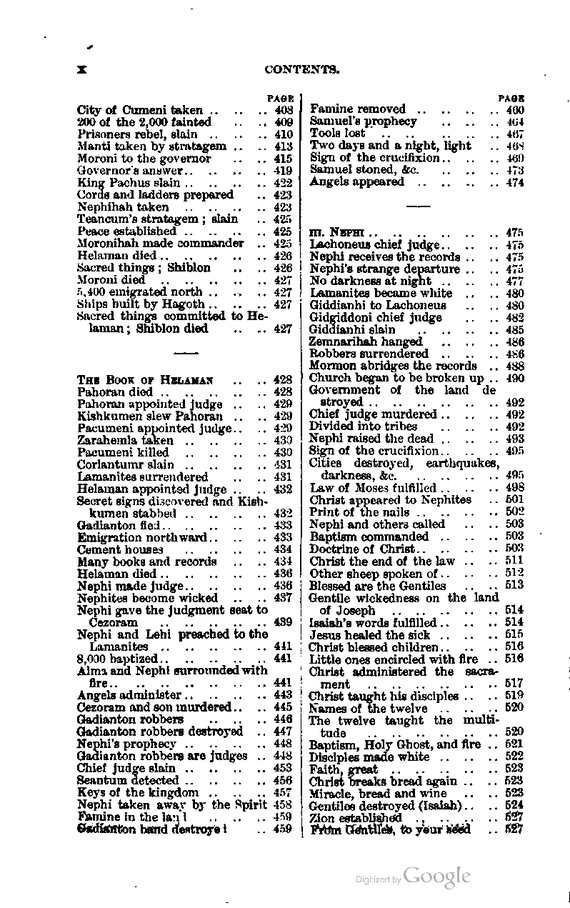 X
CONTENTS.
PAGE
City of Cumeni taken .. .. .. 408
200 of the 2,000 fainted .. .. 409
Prisoners rebel, slain .. .. .. 410
Manti taken by stratagem .. .. 413
Moroni to the governor .. .. 415
Governor's answer.. .. .. .. 419
King Pachus slain .. .. .. .. 422
Cords and ladders prepared .. 423
Nephihah taken .. .. .. .. 423
Teancum's stratagem; slain .. 425
Peace established .. .. .. .. 425
Moronihah made commander .. 425
Helaman died .. .. .. .. .. 426
Sacred things; Shiblon .. .. 426
Moroni died .. .. .. .. .. 427
5,400 emigrated north .. .. .. 427
Ships built by Hagoth .. .. .. 427
Sacred things committed to He-
laman; Shiblon died .. .. 427
THE BOOK OF HELAMAN .. .. 428
Pahoran died .. .. .. .. .. 428
Pahoran appointed judge .. .. 429
Kishkumen slew Pahoran .. .. 429
Pacumeni appointed judge.. .. 429
Zarahemla taken .. .. .. .. 430
Pacumeni killed .. .. .. .. 430
Coriantumr slain .. .. .. .. 431
Lamanites surrendered .. .. 431
Helaman appointed judge .. .. 432
Secret signs discovered and Kish-
kumen stabbed .. .. .. .. 432
Gadianton fled.. .. .. .. .. 433
Emigration northward.. .. .. 433
Cement houses .. .. .. .. 434
Many books and records .. .. 434
Helaman died .. .. .. .. .. 436
Nephi made judge.. .. .. .. 436
Nephites become wicked .. .. 437
Nephi gave the judgment seat to
Cezoram .. .. .. .. .. 439
Nephi and Lehi preached to the
Lamanites .. .. .. .. .. 441
8,000 baptized.. .. .. .. .. 441
Alma and Nephi surrounded with
fire.. .. .. .. .. .. .. 441
Angels administer .. .. .. .. 443
Cezoram and son murdered.. .. 445
Gadianton robbers .. .. .. 446
Gadianton robbers destroyed .. 447
Nephi's prophecy .. .. .. .. 448
Gadianton robbers are judges .. 448
Chief judge slain .. .. .. .. 453
Seantum detected .. .. .. .. 456
Keys of the kingdom .. .. .. 457
Nephi taken away by the Spirit 458
Famine in the land .. .. .. 459
Gadianton band destroyed .. 459
PAGE
Famine removed .. .. .. .. 460
Samuel's prophecy .. .. .. 464
Tools lost .. .. .. .. .. 467
Two days and a night, light .. 468
Sign of the crucifixion.. .. .. 469
Samuel stoned, &c. .. .. .. 473
Angels appeared .. .. .. .. 474
III. NEPHI .. .. .. .. .. .. 475
Lachoneus chief judge.. .. .. 475
Nephi receives the records .. .. 475
Nephi's strange departure .. .. 475
No darkness at night .. .. .. 477
Lamanites became white .. .. 480
Giddianhi to Lachoneus .. .. 480
Gidgiddoni chief judge .. .. 482
Giddianhi slain .. .. .. .. 485
Zemnarihah hanged .. .. .. 486
Robbers surrendered .. .. .. 486
Mormon abridges the records .. 488
Church began to be broken up .. 490
Government of the land de
stroyed .. .. .. .. .. .. 492
Chief judge murdered .. .. .. 492
Divided into tribes .. .. .. 492
Nephi raised the dead .. .. .. 493
Sign of the crucifixion.. .. .. 495
Cities destroyed, earthquakes,
darkness, &c. .. .. .. .. 495
Law of Moses fulfilled .. .. .. 498
Christ appeared to Nephites .. 501
Print of the nails .. .. .. .. 502
Nephi and others called .. .. 503
Baptism commanded .. .. .. 503
Doctrine of Christ.. .. .. .. 503
Christ the end of the law .. .. 511
Other sheep spoken of .. .. .. 512
Blessed are the Gentiles .. .. 513
Gentile wickedness on the land
of Joseph .. .. .. .. .. 514
Isaiah's words fulfilled.. .. .. 514
Jesus healed the sick .. .. .. 515
Christ blessed children.. .. .. 516
Little ones encircled with fire .. 516
Christ administered the sacra-
ment .. .. .. .. .. .. 517
Christ taught his disciples .. .. 519
Names of the twelve .. .. .. 520
The twelve taught the multi-
tude .. .. .. .. .. .. 520
Baptism, Holy Ghost, and fire .. 521
Disciples made white .. .. .. 522
Faith, great .. .. .. .. .. 523
Christ breaks bread again .. .. 523
Miracle, bread and wine .. .. 523
Gentiles destroyed (Isaiah) .. .. 524
Zion established .. .. .. .. 527
From Gentiles, to your seed .. 527
Digitized by Google